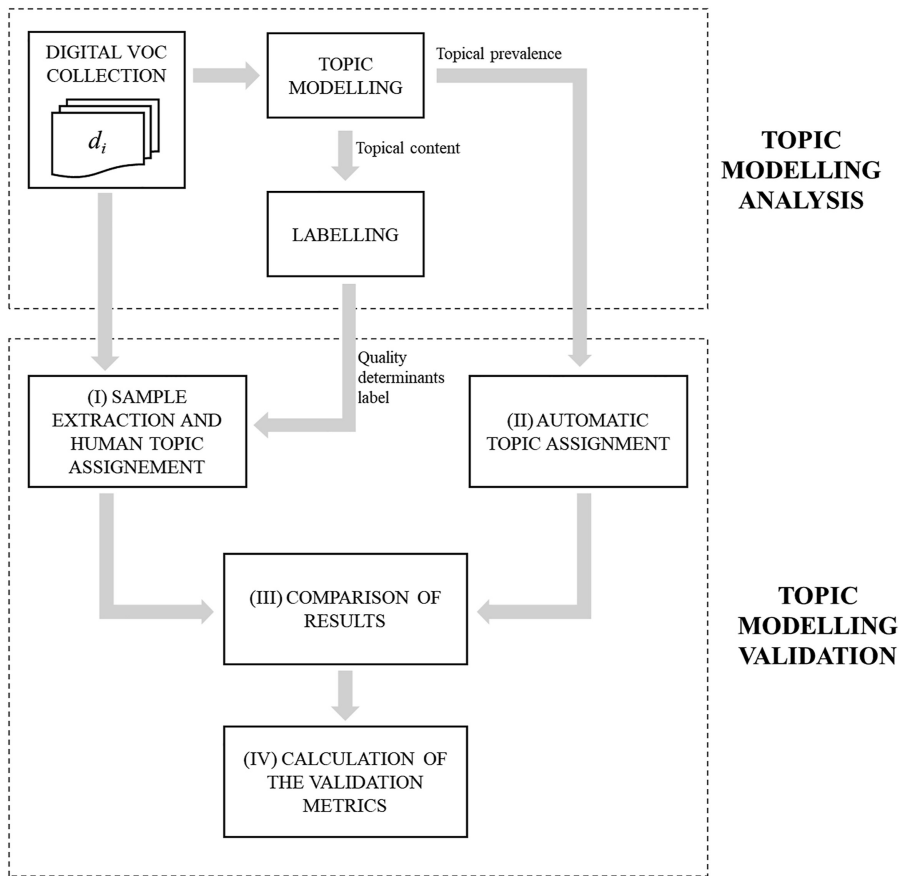 DIGITAL VOC
COLLECTION
d_i
TOPIC
MODELLING
Topical prevalence
Topical content
LABELLING
TOPIC
MODELLING
ANALYSIS
Quality
determinants
label
(I) SAMPLE
EXTRACTION AND
HUMAN TOPIC
ASSIGNEMENT
(II) AUTOMATIC
TOPIC ASSIGNMENT
(III) COMPARISON OF
RESULTS
(IV) CALCULATION OF
THE VALIDATION
METRICS
TOPIC
MODELLING
VALIDATION